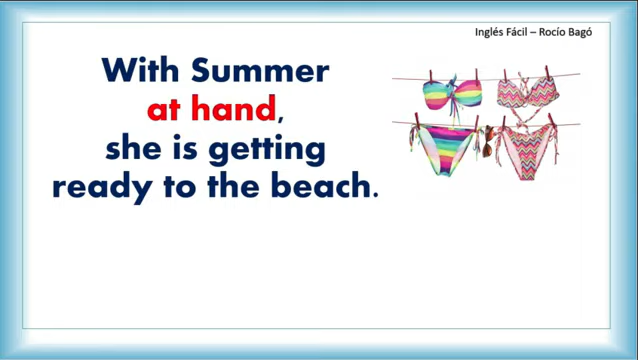 Inglés Fácil – Rocío Bagó
With Summer
at hand,
she is getting
ready to the beach.